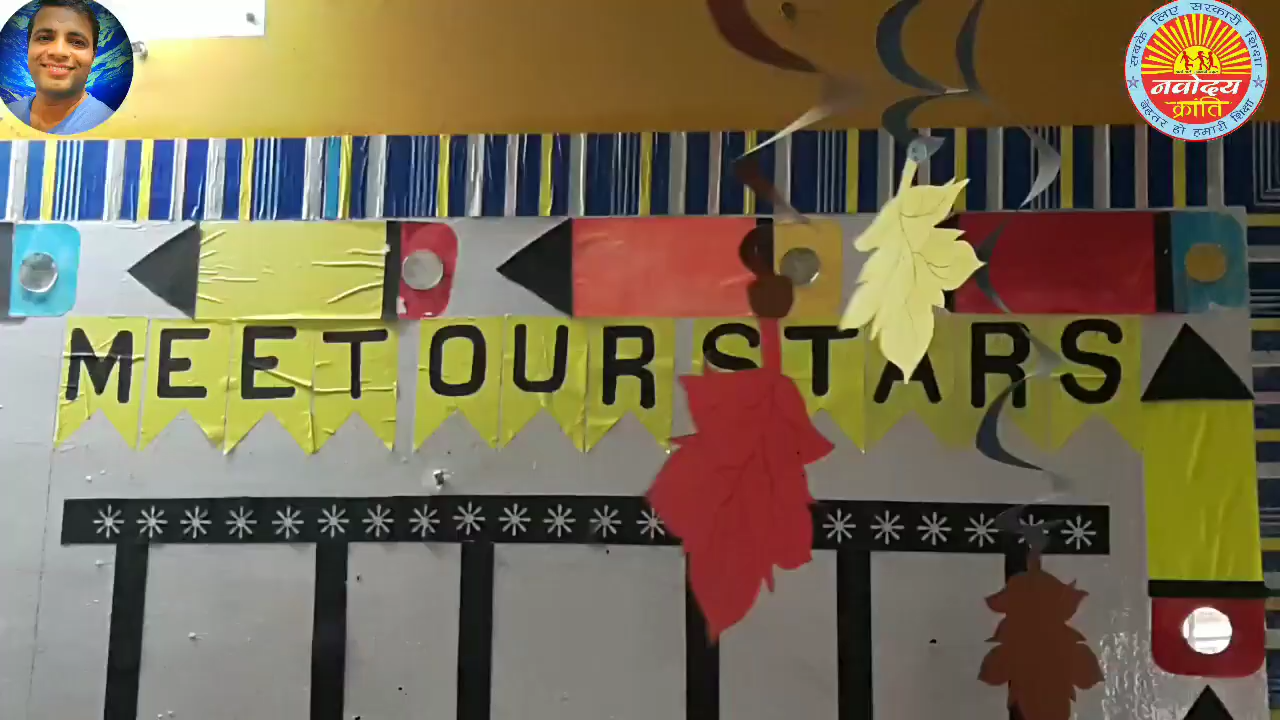 सबके लिए सरकारी शिक्षा
नवोदय
क्रांति
बेहतर हो हमारी शिक्षा
MEET OUR STARS